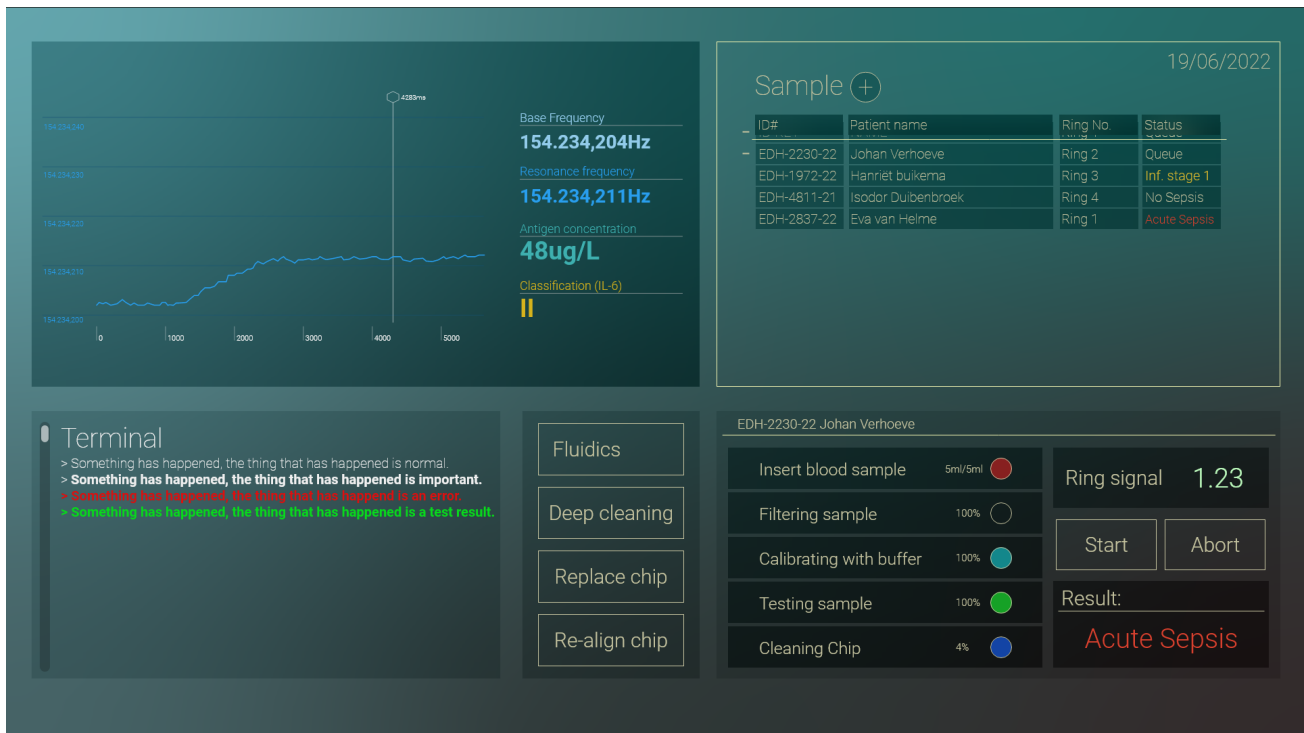 4283ms
154.234,240
154.234,230
154.234,220
154.234,210
154.234,200
0 1000 2000 3000 4000 5000
Base Frequency
154.234,204Hz
Resonance frequency
154.234,211Hz
Antigen concentration
48ug/L
Classification (IL-6)
II
19/06/2022
Sample +
ID# Patient name Ring No. Status
EDH-2230-22 Johan Verhoeve Ring 2 Queue
EDH-1972-22 Hanriët buikema Ring 3 Inf. stage 1
EDH-4811-21 Isodor Duibenbroek Ring 4 No Sepsis
EDH-2837-22 Eva van Helme Ring 1 Acute Sepsis
Terminal
> Something has happened, the thing that has happened is normal.
> Something has happened, the thing that has happened is important.
> Something has happened, the thing that has happend is an error.
> Something has happened, the thing that has happened is a test result.
Fluidics
Deep cleaning
Replace chip
Re-align chip
EDH-2230-22 Johan Verhoeve
Insert blood sample 5ml/5ml
Filtering sample 100%
Calibrating with buffer 100%
Testing sample 100%
Cleaning Chip 4%
Ring signal 1.23
Start Abort
Result:
Acute Sepsis